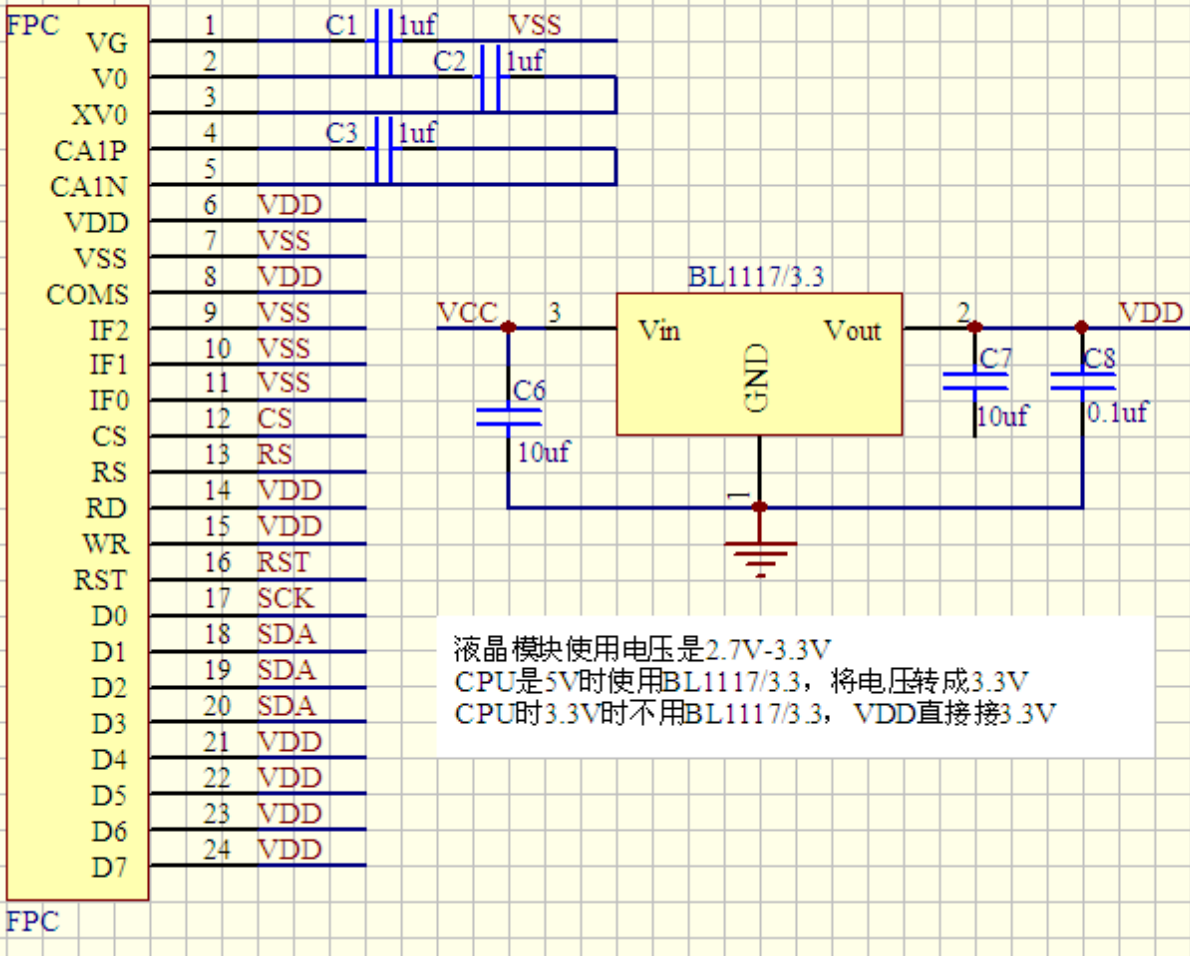 FPC
VG 1 C1 1uf VSS
V0 2 C2 1uf
XV0 3
CA1P 4 C3 1uf
CA1N 5
VDD 6 VDD
VSS 7 VSS
COMS 8 VDD
IF2 9 VSS
IF1 10 VSS
IF0 11 VSS
CS 12 CS
RS 13 RS
RD 14 VDD
WR 15 VDD
RST 16 RST
D0 17 SCK
D1 18 SDA
D2 19 SDA
D3 20 SDA
D4 21 VDD
D5 22 VDD
D6 23 VDD
D7 24 VDD
FPC
BL1117/3.3
VCC 3 Vin Vout 2 VDD
GND
1
C6
10uf
C7
10uf
C8
0.1uf
液晶模块使用电压是2.7V-3.3V
CPU是5V时使用BL1117/3.3，将电压转成3.3V
CPU时3.3V时不用BL1117/3.3， VDD直接接3.3V